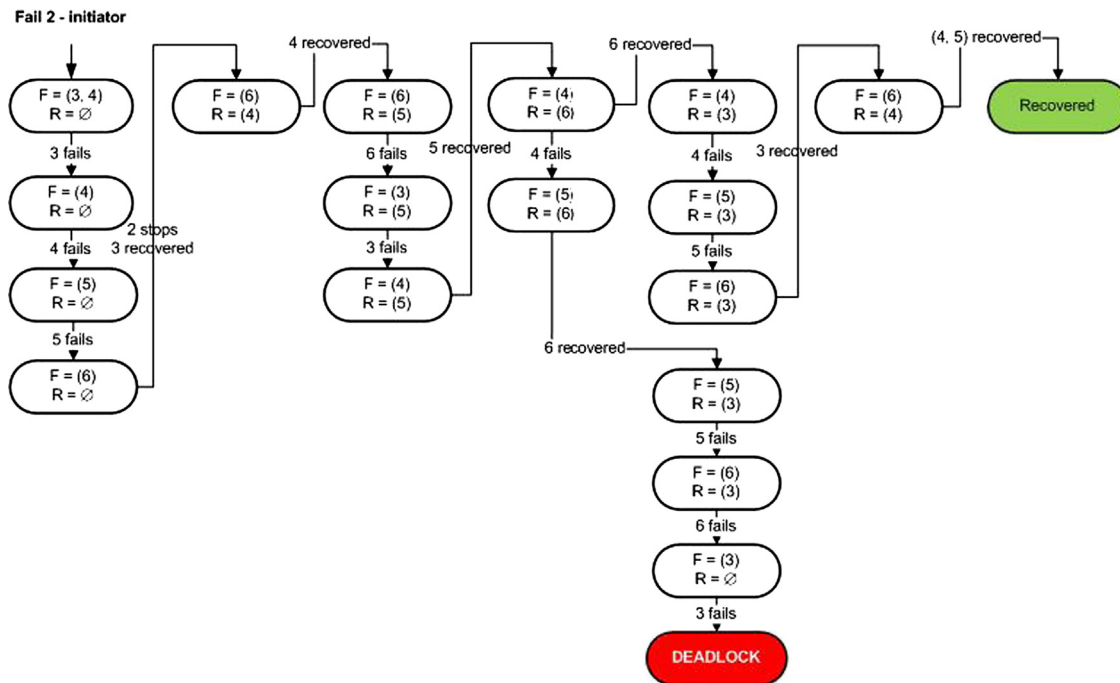 Fail 2 - initiator
F = (3, 4)
R = ∅
3 fails
F = (4)
R = ∅
4 fails
F = (5)
R = ∅
5 fails
F = (6)
R = ∅
2 stops
3 recovered
F = (6)
R = (4)
4 recovered
F = (6)
R = (5)
6 fails
F = (3)
R = (5)
3 fails
F = (4)
R = (5)
5 recovered
F = (4)
R = (6)
4 fails
F = (5)
R = (6)
6 recovered
F = (4)
R = (3)
4 fails
F = (5)
R = (3)
5 fails
F = (6)
R = (3)
3 recovered
F = (6)
R = (4)
(4, 5) recovered
Recovered
6 recovered
F = (5)
R = (3)
5 fails
F = (6)
R = (3)
6 fails
F = (3)
R = ∅
3 fails
DEADLOCK